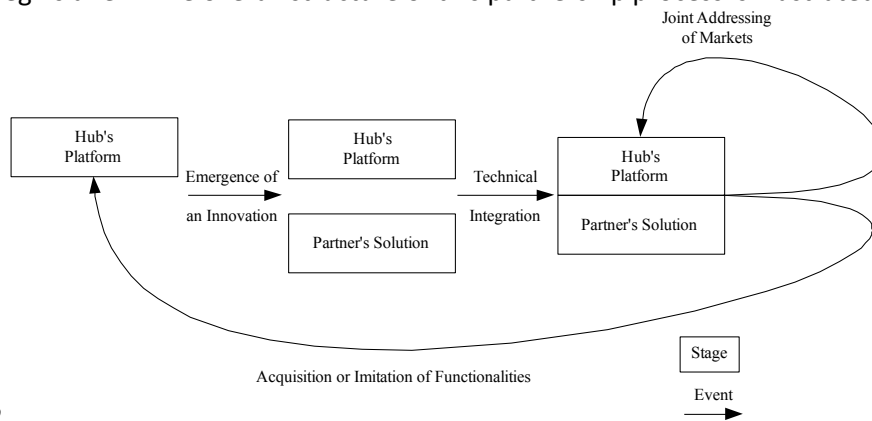 Joint Addressing
of Markets
Hub's
Platform
Emergence of
an Innovation
Hub's
Platform
Partner's Solution
Technical
Integration
Hub's
Platform
Partner's Solution
Acquisition or Imitation of Functionalities
Stage
Event